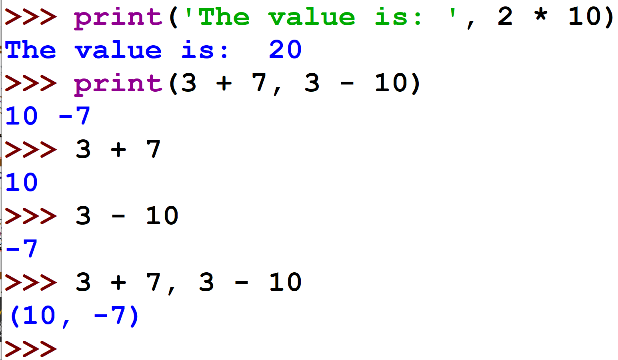 >>> print('The value is: ', 2 * 10)
The value is:  20
>>> print(3 + 7, 3 - 10)
10 -7
>>> 3 + 7
10
>>> 3 - 10
-7
>>> 3 + 7, 3 - 10
(10, -7)
>>>